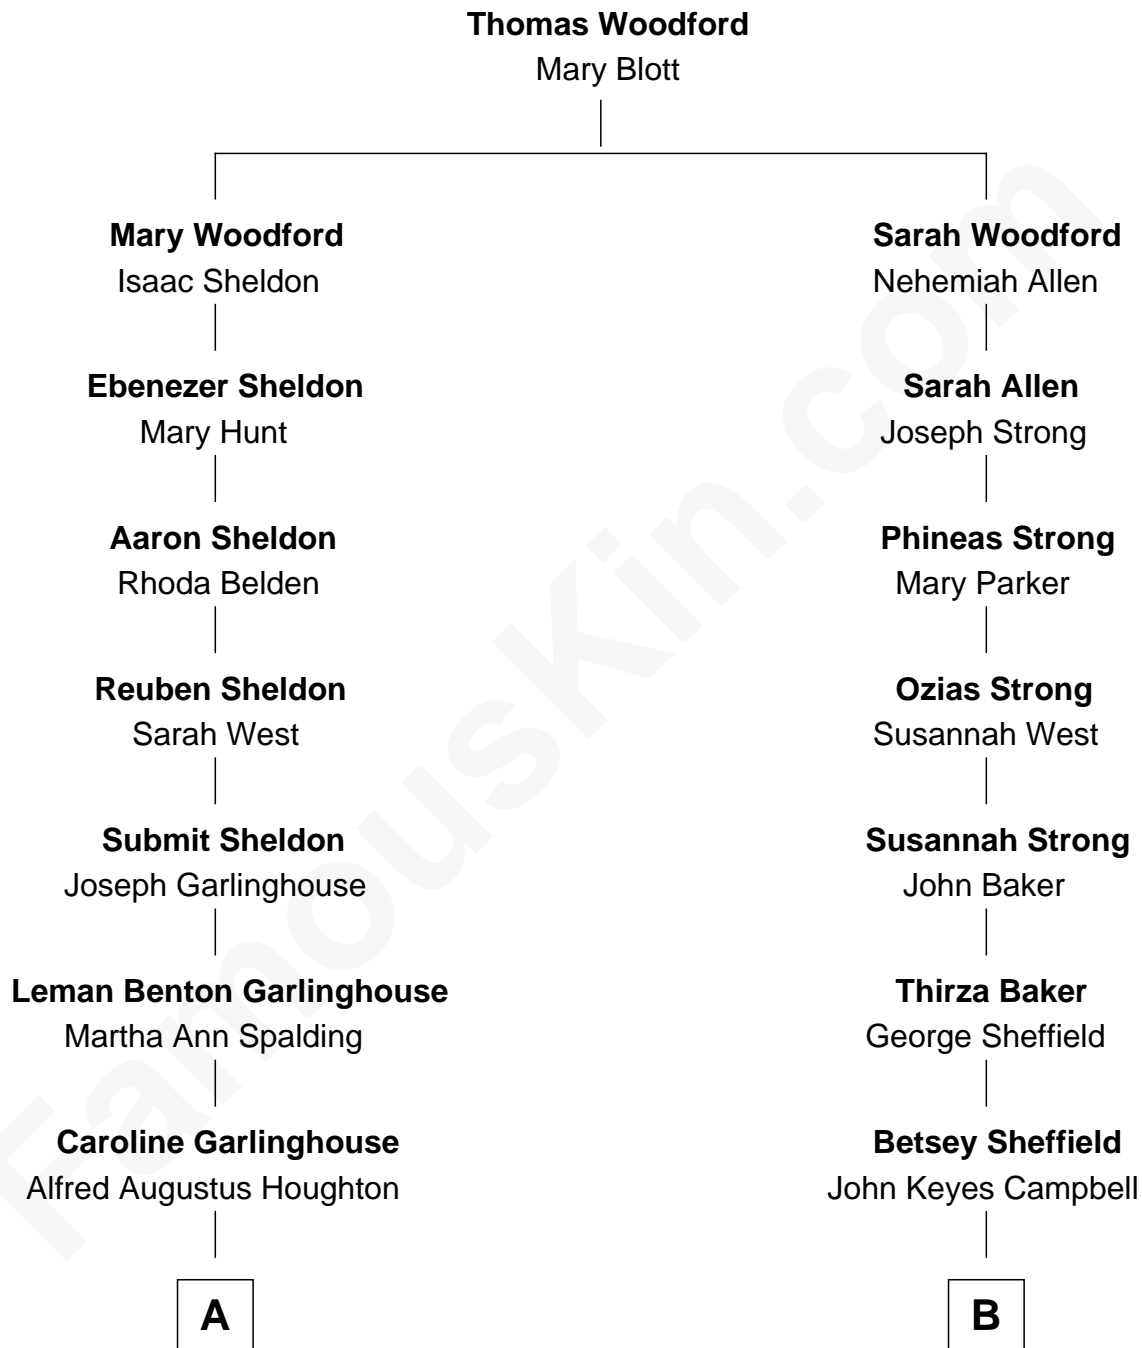 Thomas Woodford
Mary Blott
Mary Woodford
Isaac Sheldon
Sarah Woodford
Nehemiah Allen
Ebenezer Sheldon
Mary Hunt
Sarah Allen
Joseph Strong
Aaron Sheldon
Rhoda Belden
Phineas Strong
Mary Parker
Reuben Sheldon
Sarah West
Ozias Strong
Susannah West
Submit Sheldon
Joseph Garlinghouse
Susannah Strong
John Baker
Leman Benton Garlinghouse
Martha Ann Spalding
Thirza Baker
George Sheffield
Caroline Garlinghouse
Alfred Augustus Houghton
Betsey Sheffield
John Keyes Campbell
A
B
FamousKin.com